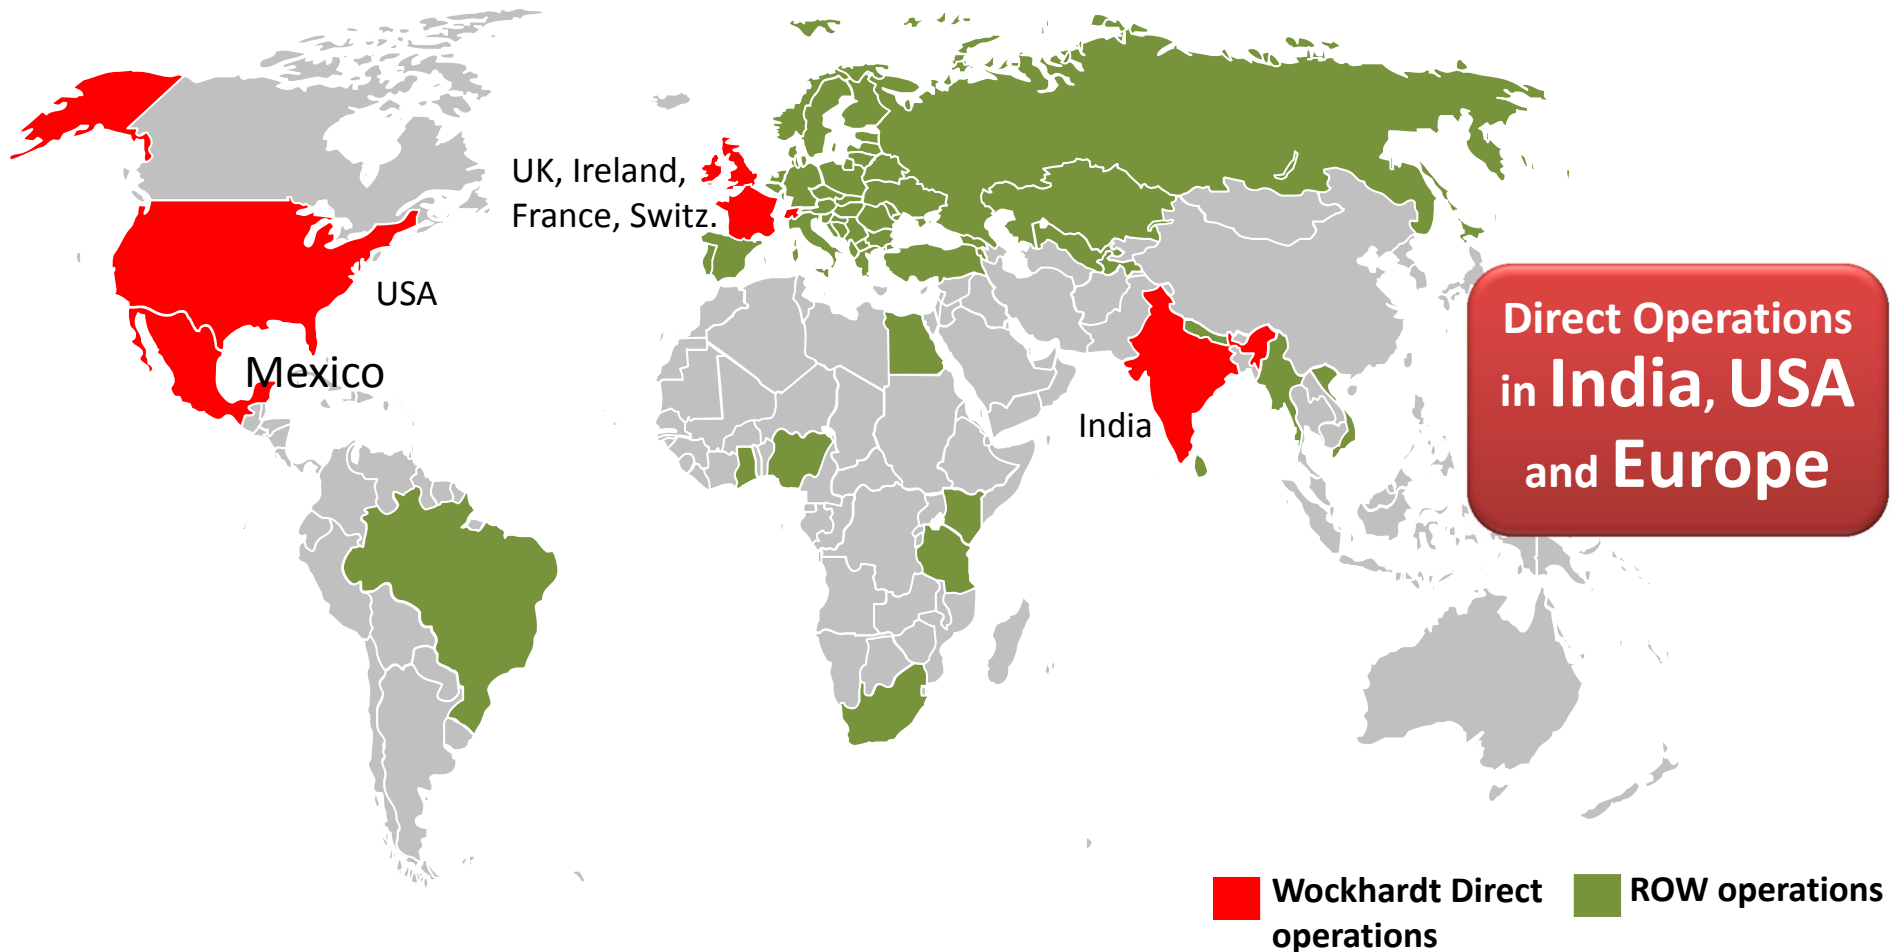 UK, Ireland,
France, Switz.
USA
Mexico
India
Direct Operations
in India, USA
and Europe
Wockhardt Direct
operations
ROW operations